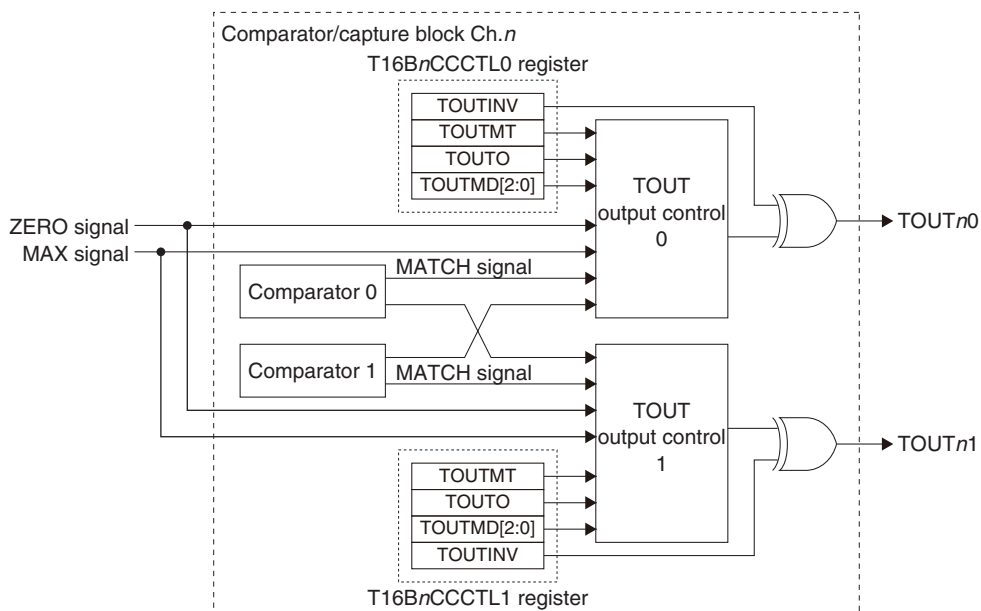 Comparator/capture block Ch.n
T16BnCCCTL0 register
TOUTINV
TOUTMT
TOUTO
TOUTMD[2:0]
TOUT
output control
0
TOUTn0
ZERO signal
MAX signal
MATCH signal
Comparator 0
Comparator 1
MATCH signal
TOUT
output control
1
TOUTn1
TOUTMT
TOUTO
TOUTMD[2:0]
TOUTINV
T16BnCCCTL1 register